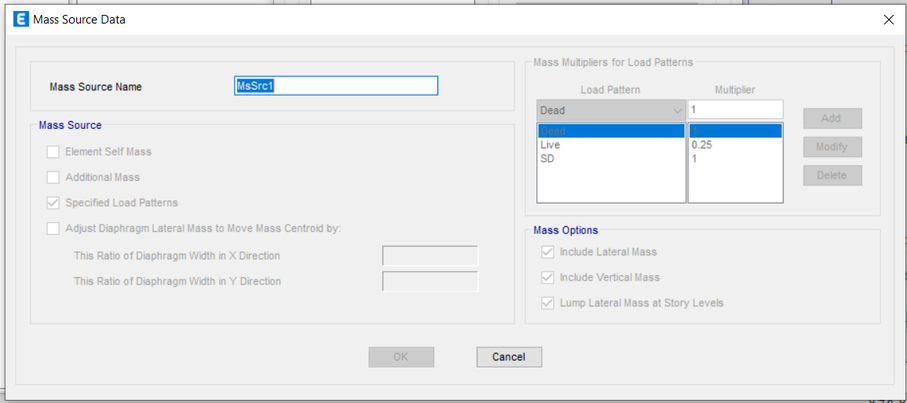 E Mass Source Data
Mass Source Name
MsSrc1
Mass Source
Element Self Mass
Additional Mass
Specified Load Patterns
Adjust Diaphragm Lateral Mass to Move Mass Centroid by:
This Ratio of Diaphragm Width in X Direction
This Ratio of Diaphragm Width in Y Direction
Mass Multipliers for Load Patterns
Load Pattern Multiplier
Dead 1
Dead 1
Live 0.25
SD 1
Add
Modify
Delete
Mass Options
Include Lateral Mass
Include Vertical Mass
Lump Lateral Mass at Story Levels
OK Cancel